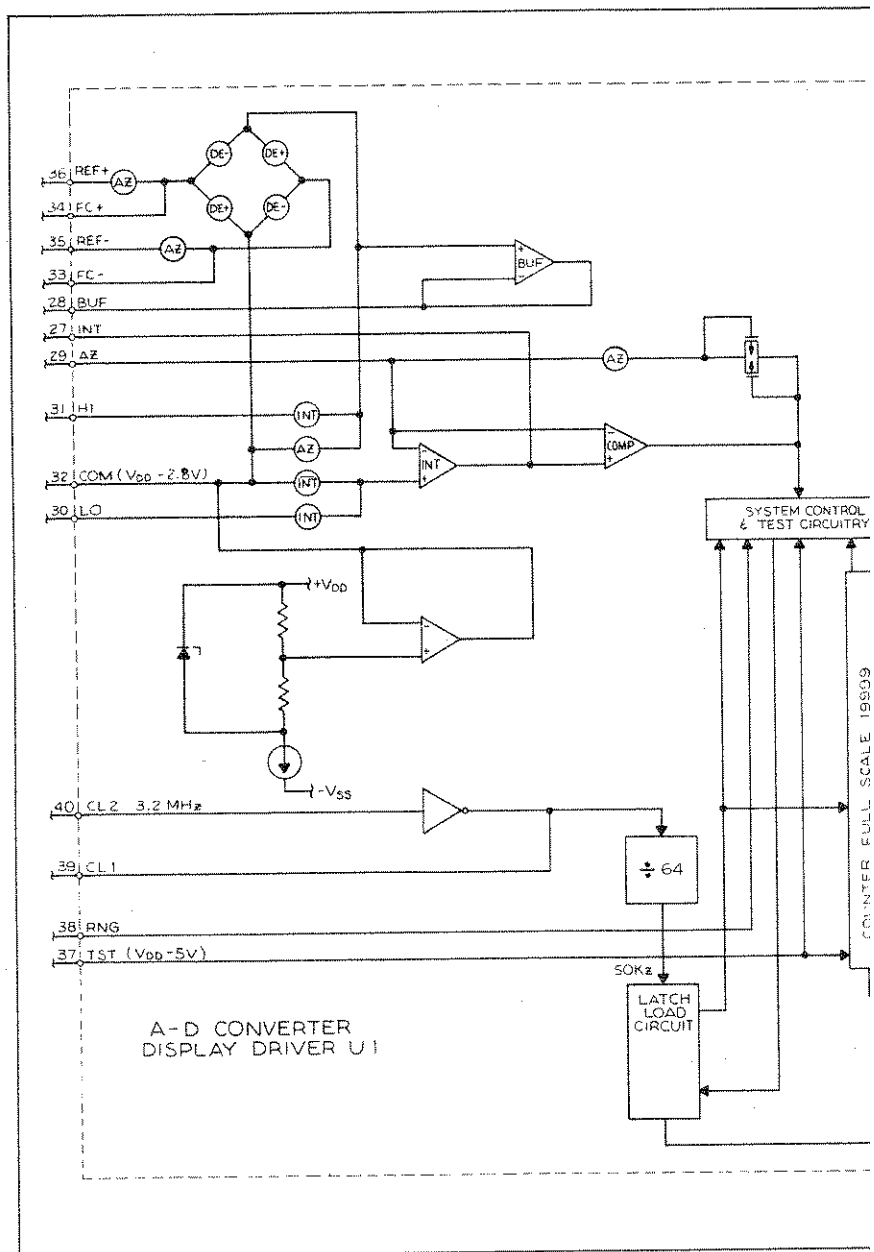 DE-
DE+
36 REF+
AZ
34 FC+
DE+
DE-
35 REF-
AZ
33 FC-
+
BUF
-
28 BUF
27 INT
29 AZ
AZ
31 HI
INT
AZ
-
INT
+
-
COMP
+
32 COM (VDD -2.8V)
INT
30 LO
INT
SYSTEM CONTROL
& TEST CIRCUITRY
+VDD
-
+
COUNTER FULL SCALE 19999
-VSS
40 CL2 3.2 MHz
÷ 64
39 CL1
38 RNG
37 TST (VDD -5V)
50Kz
LATCH
LOAD
CIRCUIT
A-D CONVERTER
DISPLAY DRIVER U1